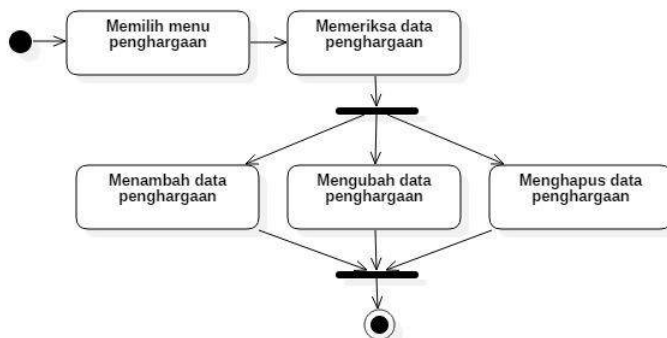 Memilih menu
penghargaan
Memeriksa data
penghargaan
Menambah data
penghargaan
Mengubah data
penghargaan
Menghapus data
penghargaan